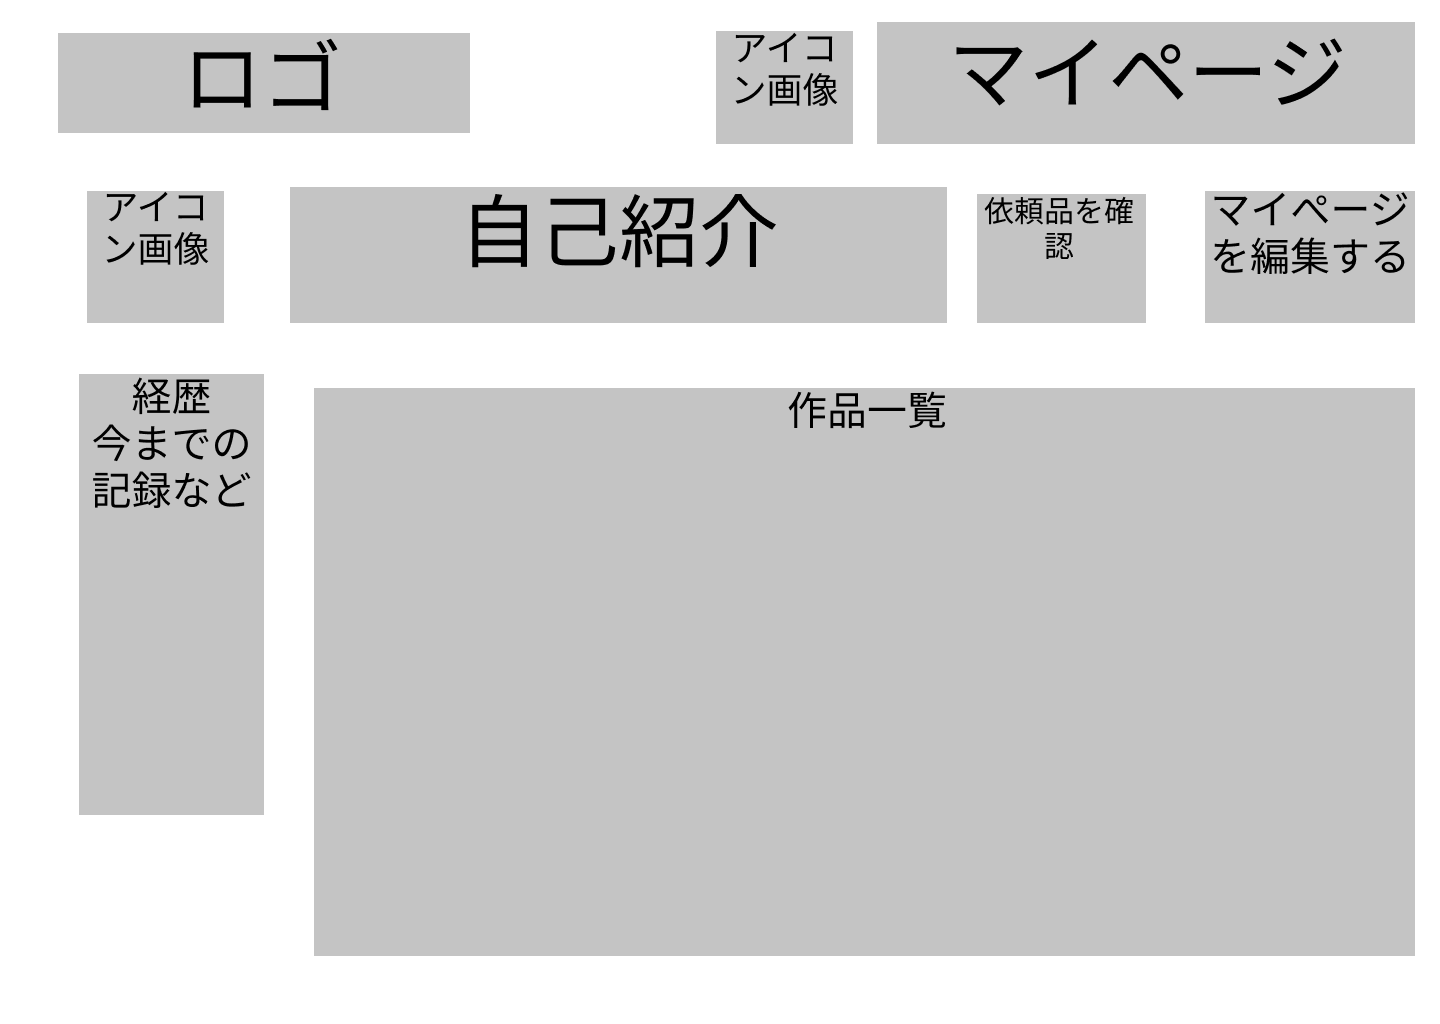 ロゴ
アイコ
ン画像
マイページ
アイコ
ン画像
自己紹介
依頼品を確
認
マイページ
を編集する
経歴
今までの
記録など
作品一覧